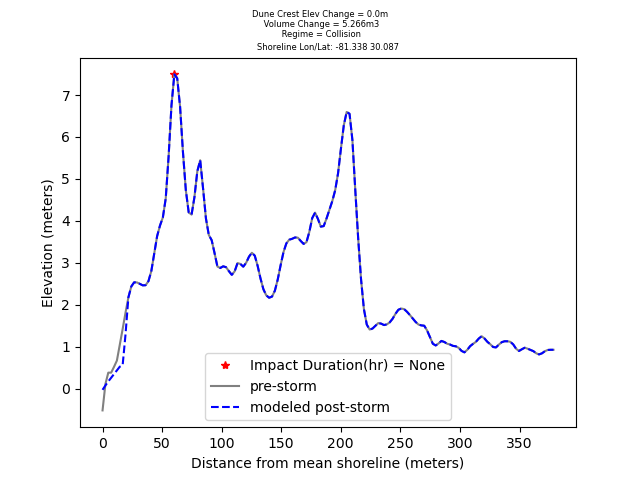 Dune Crest Elev Change = 0.0m
Volume Change = 5.266m3
Regime = Collision
Shoreline Lon/Lat: -81.338 30.087
7
6
5
4
3
2
1
0
Elevation (meters)
Impact Duration(hr) = None
pre-storm
modeled post-storm
0 50 100 150 200 250 300 350
Distance from mean shoreline (meters)